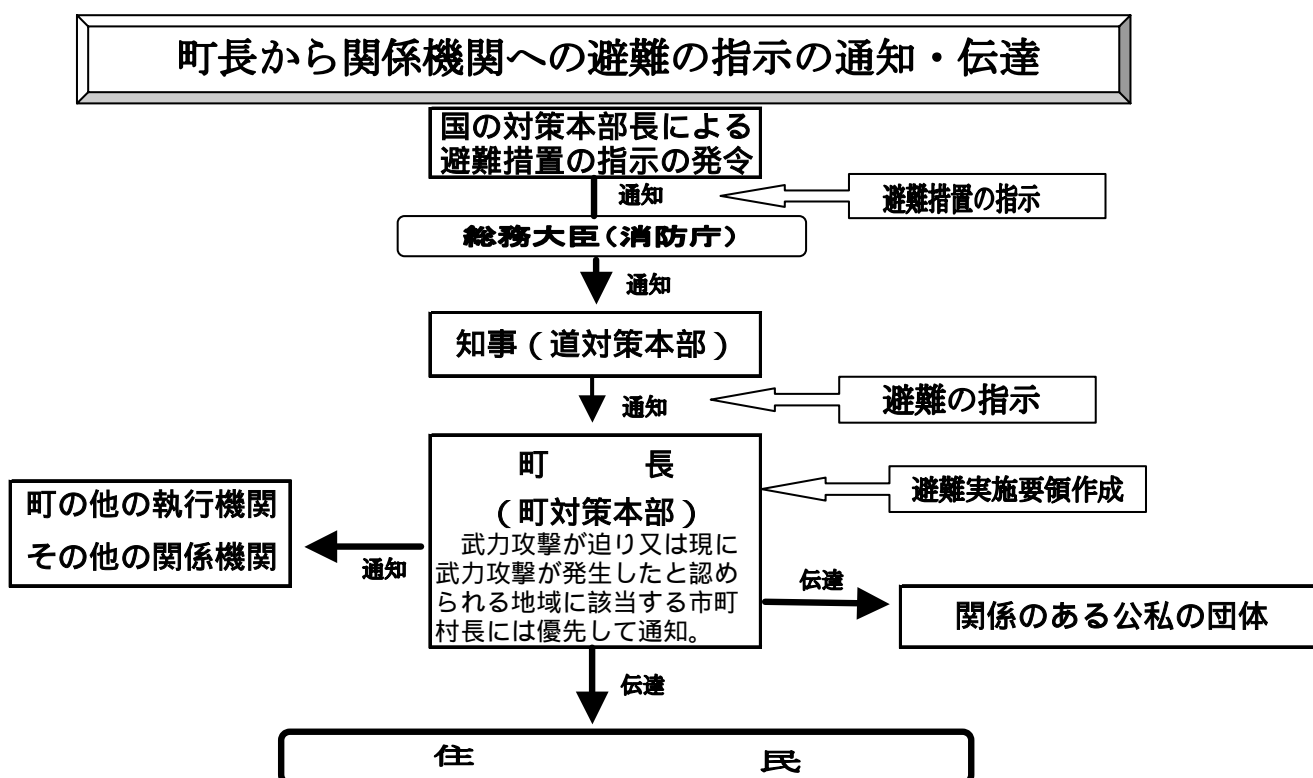 町長から関係機関への避難の指示の通知・伝達
国の対策本部長による
避難措置の指示の発令
通知
避難措置の指示
総務大臣（消防庁）
通知
知事（道対策本部）
通知
避難の指示
町　　　長
（町対策本部）
武力攻撃が迫り又は現に
武力攻撃が発生したと認め
られる地域に該当する市町
村長には優先して通知。
避難実施要領作成
町の他の執行機関
その他の関係機関
通知
伝達
関係のある公私の団体
伝達
住　　　民